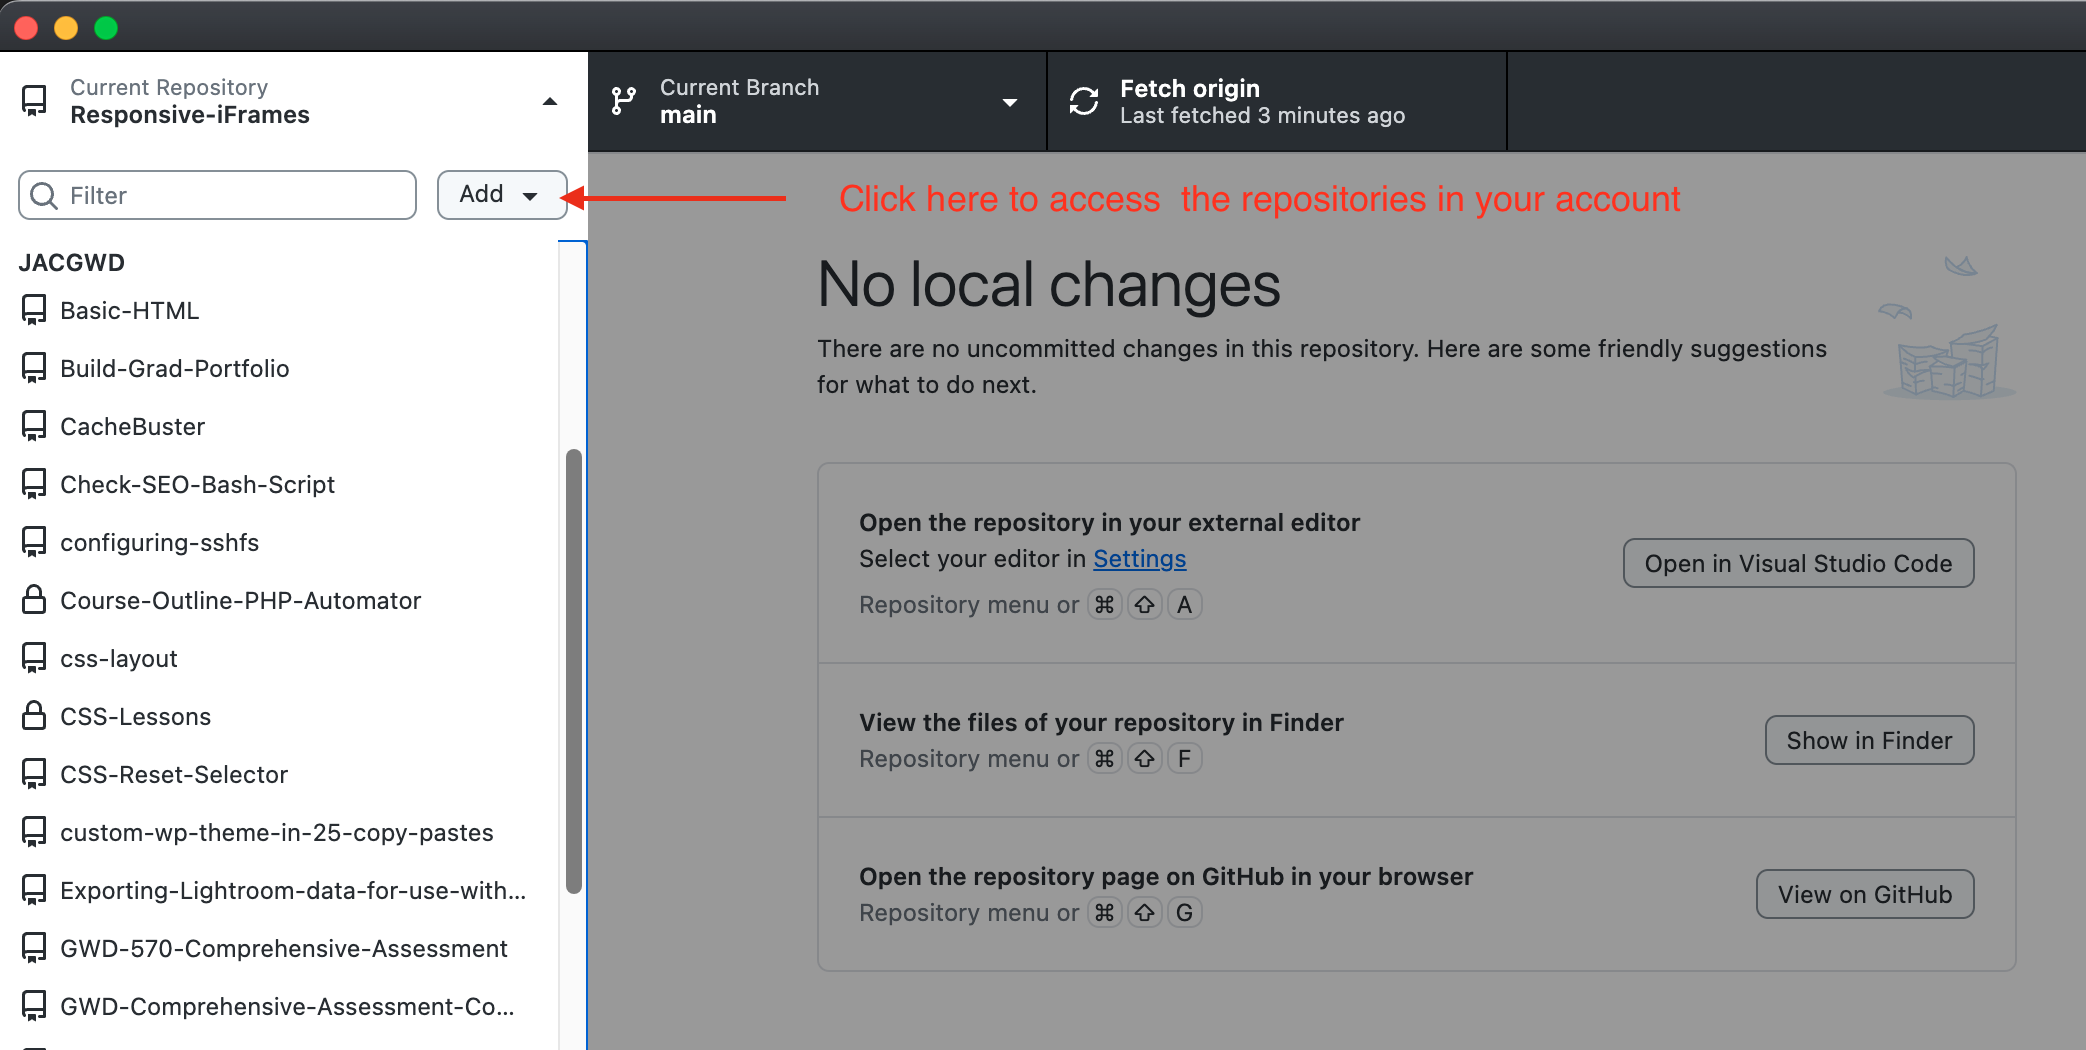 Current Repository
Responsive-iFrames
Current Branch
main
Fetch origin
Last fetched 3 minutes ago
Filter
Add
Click here to access  the repositories in your account
JACGWD
Basic-HTML
Build-Grad-Portfolio
CacheBuster
Check-SEO-Bash-Script
configuring-sshfs
Course-Outline-PHP-Automator
css-layout
CSS-Lessons
CSS-Reset-Selector
custom-wp-theme-in-25-copy-pastes
Exporting-Lightroom-data-for-use-with...
GWD-570-Comprehensive-Assessment
GWD-Comprehensive-Assessment-Co...
No local changes
There are no uncommitted changes in this repository. Here are some friendly suggestions
for what to do next.
Open the repository in your external editor
Select your editor in Settings
Repository menu or ⌘ ⇧ A
Open in Visual Studio Code
View the files of your repository in Finder
Repository menu or ⌘ ⇧ F
Show in Finder
Open the repository page on GitHub in your browser
Repository menu or ⌘ ⇧ G
View on GitHub